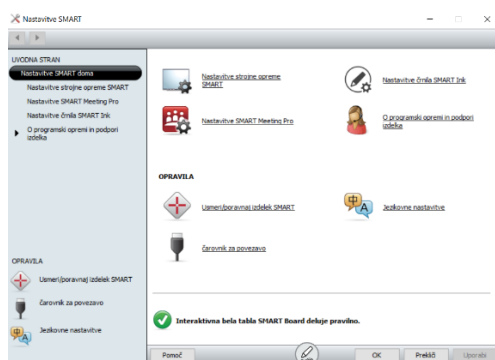 Nastavitve SMART
UVODNA STRAN
Nastavitve SMART doma
Nastavitve strojne opreme SMART
Nastavitve SMART Meeting Pro
Nastavitve črnila SMART Ink
O programski opremi in podpori
izdelka
OPRAVILA
Usmeri/poravnaj izdelek SMART
čarovnik za povezavo
Jezikovne nastavitve
Nastavitve strojne opreme
SMART
Nastavitve črnila SMART Ink
Nastavitve SMART Meeting Pro
O programski opremi in podpori
izdelka
OPRAVILA
Usmeri/poravnaj izdelek SMART
Jezikovne nastavitve
čarovnik za povezavo
Interaktivna bela tabla SMART Board deluje pravilno.
Pomoč
OK
Prekliči
Uporabi